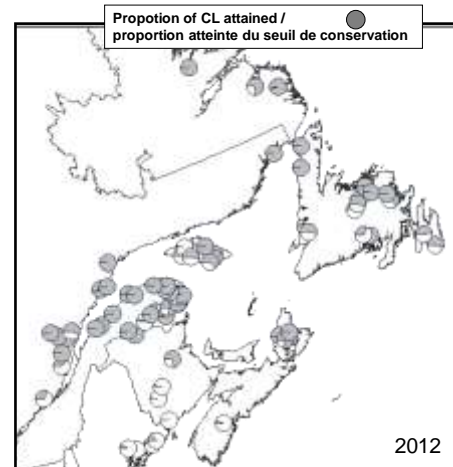 Propotion of CL attained /
proportion atteinte du seuil de conservation
2012